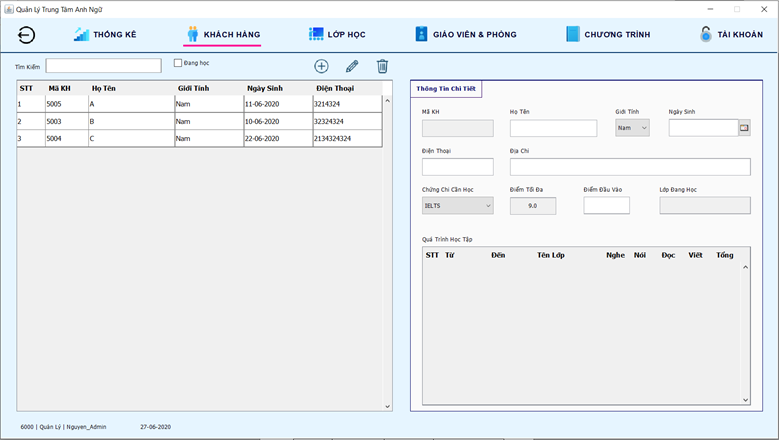 Quản Lý Trung Tâm Anh Ngữ
THỐNG KÊ KHÁCH HÀNG LỚP HỌC GIÁO VIÊN & PHÒNG CHƯƠNG TRÌNH TÀI KHOẢN
Tìm Kiếm Đang học
STT Mã KH Họ Tên Giới Tính Ngày Sinh Điện Thoại
1 5005 A Nam 11-06-2020 3214324
2 5003 B Nam 10-06-2020 32324324
3 5004 C Nam 22-06-2020 2134324324
Thông Tin Chi Tiết
Mã KH Họ Tên Giới Tính Ngày Sinh
Nam
Điện Thoại Địa Chỉ
Chứng Chỉ Cần Học Điểm Tối Đa Điểm Đầu Vào Lớp Đang Học
IELTS 9.0
Quá Trình Học Tập
STT Từ Đến Tên Lớp Nghe Nói Đọc Viết Tổng
6000 | Quản Lý | Nguyen_Admin 27-06-2020